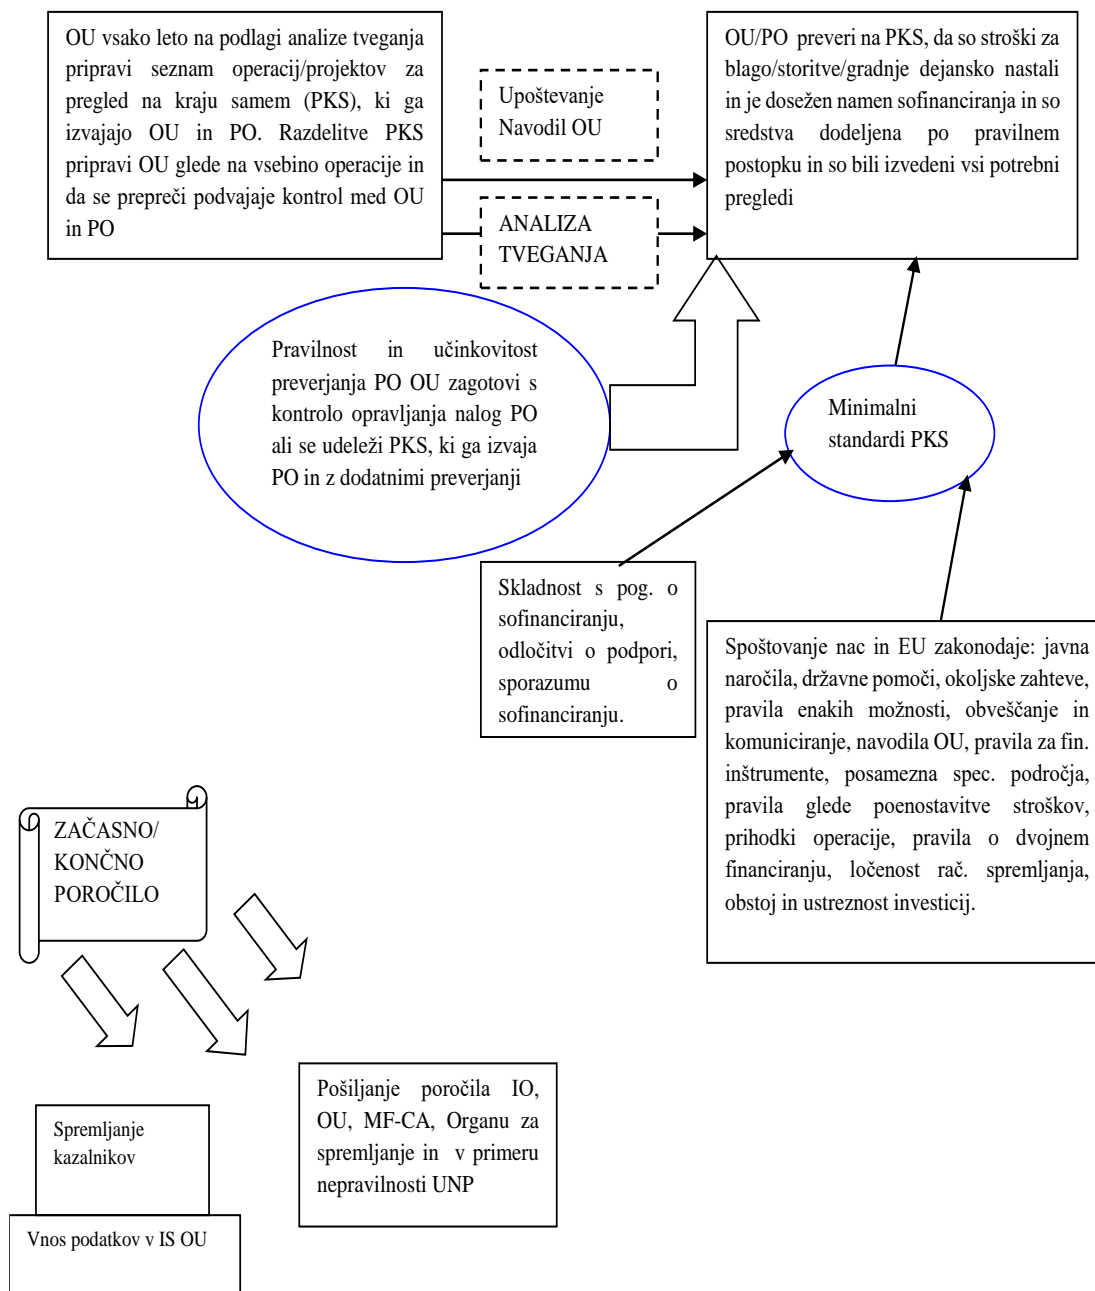 OU vsako leto na podlagi analize tveganja
pripravi seznam operacij/projektov za
pregled na kraju samem (PKS), ki ga
izvajajo OU in PO. Razdelitve PKS
pripravi OU glede na vsebino operacije in
da se prepreči podvajaje kontrol med OU
in PO
Upoštevanje
Navodil OU
ANALIZA
TVEGANJA
OU/PO preveri na PKS, da so stroški za
blago/storitve/gradnje dejansko nastali
in je dosežen namen sofinanciranja in so
sredstva dodeljena po pravilnem
postopku in so bili izvedeni vsi potrebni
pregledi
Pravilnost in učinkovitost
preverjanja PO OU zagotovi s
kontrolo opravljanja nalog PO
ali se udeleži PKS, ki ga izvaja
PO in z dodatnimi preverjanji
Minimalni
standardi PKS
Skladnost s pog. o
sofinanciranju,
odločitvi o podpori,
sporazumu o
sofinanciranju.
Spoštovanje nac in EU zakonodaje: javna
naročila, državne pomoči, okoljske zahteve,
pravila enakih možnosti, obveščanje in
komuniciranje, navodila OU, pravila za fin.
inštrumente, posamezna spec. področja,
pravila glede poenostavitve stroškov,
prihodki operacije, pravila o dvojnem
financiranju, ločenost rač. spremljanja,
obstoj in ustreznost investicij.
ZAČASNO/
KONČNO
POROČILO
Pošiljanje poročila IO,
OU, MF-CA, Organu za
spremljanje in v primeru
nepravilnosti UNP
Spremljanje
kazalnikov
Vnos podatkov v IS OU